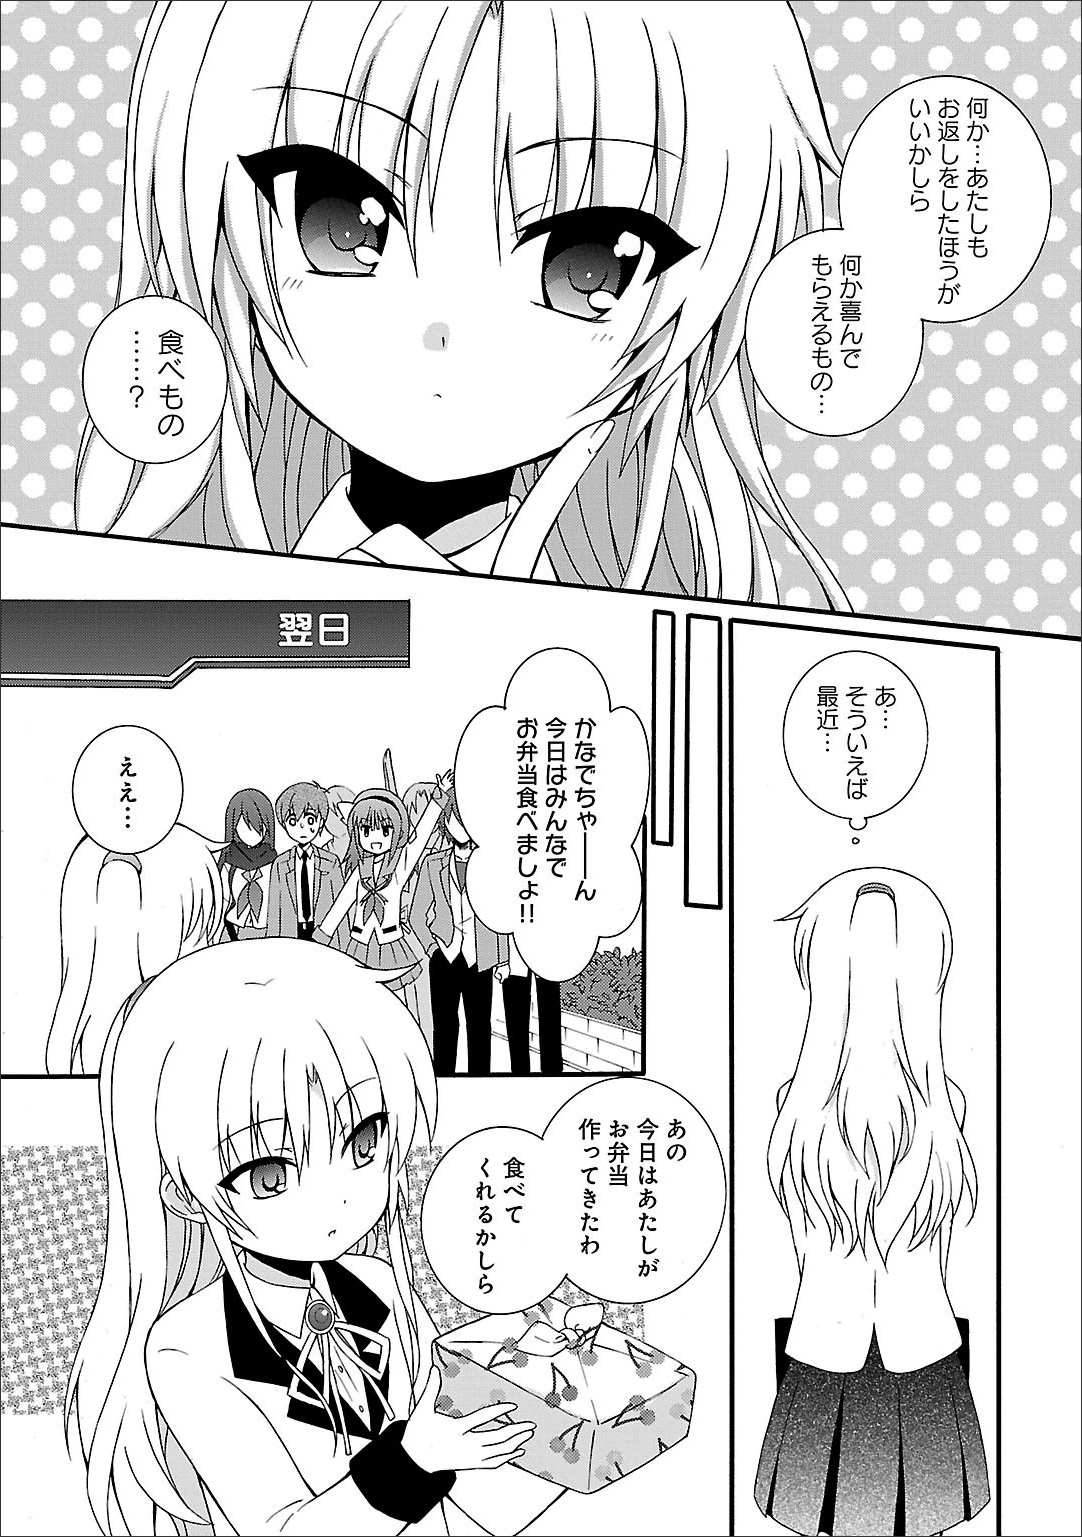 何か…あたしも
お返しをしたほうが
いいかしら
何か喜んで
もらえるもの…
食べもの
……?
あ…
そういえば
最近…
翌日
かなでちゃーーん
今日はみんなで
お弁当食べましょ!!
ええ…
あの
今日はあたしが
お弁当
作ってきたわ
食べて
くれるかしら